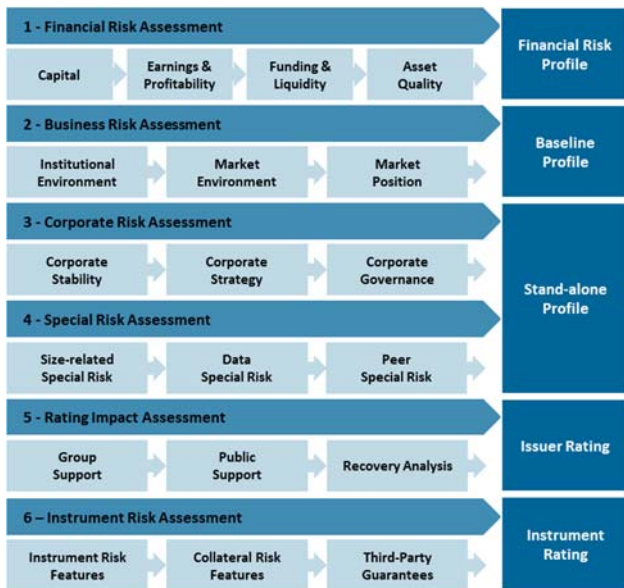 1 - Financial Risk Assessment
Financial Risk
Profile
Capital
Earnings &
Profitability
Funding &
Liquidity
Asset
Quality
2 - Business Risk Assessment
Baseline
Profile
Institutional
Environment
Market
Environment
Market
Position
3 - Corporate Risk Assessment
Corporate
Stability
Corporate
Strategy
Corporate
Governance
Stand-alone
Profile
4 - Special Risk Assessment
Size-related
Special Risk
Data
Special Risk
Peer
Special Risk
5 - Rating Impact Assessment
Issuer Rating
Group
Support
Public
Support
Recovery Analysis
6 – Instrument Risk Assessment
Instrument
Rating
Instrument Risk
Features
Collateral Risk
Features
Third-Party
Guarantees